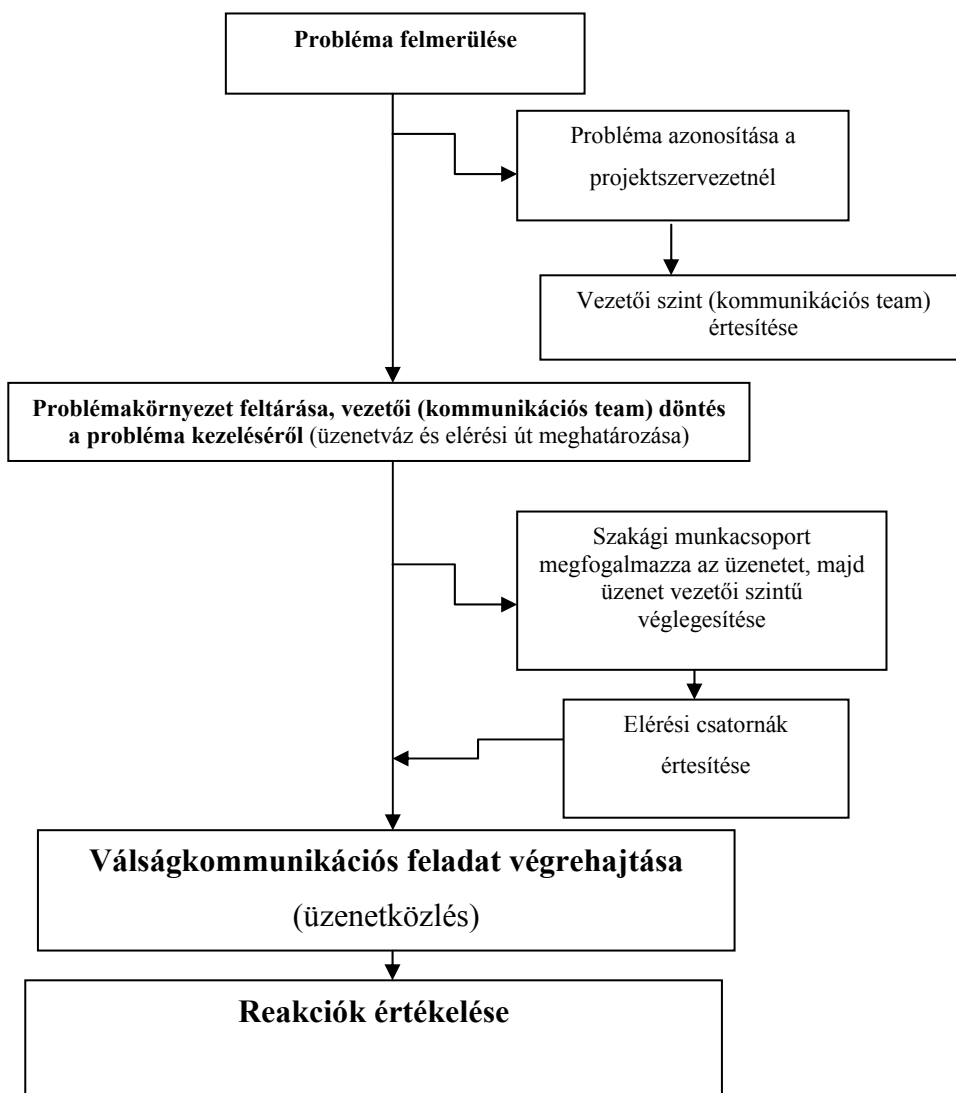 Probléma felmerülése
Probléma azonosítása a
projektszervezetnél
Vezetői szint (kommunikációs team)
értesítése
Problémakörnyezet feltárása, vezetői (kommunikációs team) döntés
a probléma kezeléséről (üzenetváz és elérési út meghatározása)
Szakági munkacsoport
megfogalmazza az üzenetet, majd
üzenet vezetői szintű
véglegesítése
Elérési csatornák
értesítése
Válságkommunikációs feladat végrehajtása
(üzenetközlés)
Reakciók értékelése